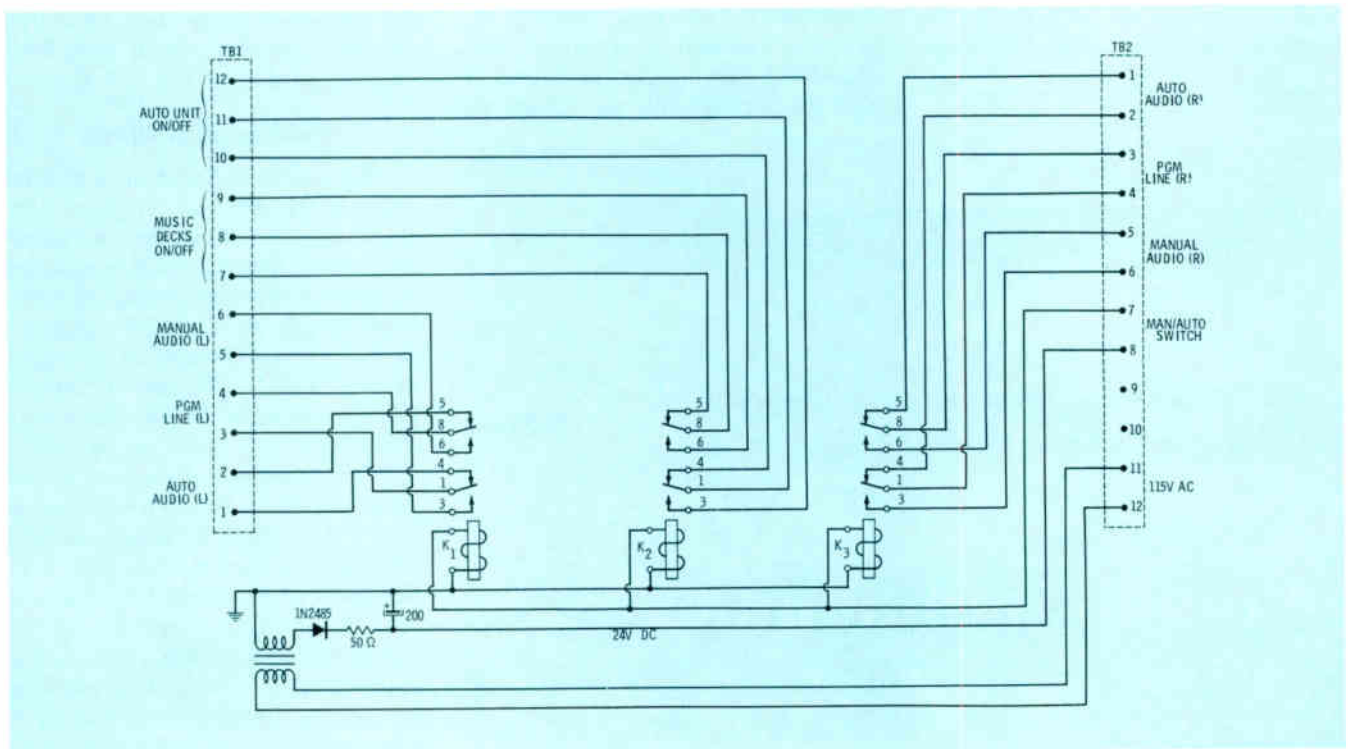 TB1
12
AUTO UNIT
ON/OFF
11
10
9
MUSIC
DECKS
ON/OFF
8
7
6
MANUAL
AUDIO (L)
5
4
PGM
LINE (L)
3
2
AUTO
AUDIO (L)
1
5
8
6
4
1
3
K1
5
8
6
4
1
3
K2
5
8
6
4
1
3
K3
TB2
1
AUTO
AUDIO (R)
2
3
PGM
LINE (R)
4
5
MANUAL
AUDIO (R)
6
7
MAN/AUTO
SWITCH
8
9
10
11
115V AC
12
1N2485
50 Ω
+
200
24V DC